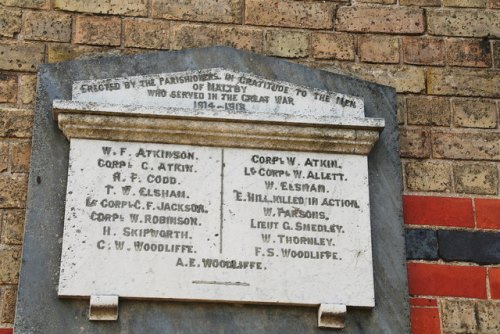 ERECTED BY THE PARISHIONERS IN GRATITUDE TO THE MEN
OF MALTBY
WHO SERVED IN THE GREAT WAR
1914-1918
W. F. ATKINSON.
CORPL C. ATKIN.
R. P. CODD.
T. W. ELSHAM.
LC CORPL C.F. JACKSON.
CORPL W. ROBINSON.
H. SKIPWORTH.
C. W. WOODLIFFE.
CORPL W. ATKIN.
LC CORPL W. ALLETT.
W. ELSHAM.
E. HILL, KILLED IN ACTION.
W. PARSONS.
LIEUT G. SMEDLEY.
W. THORNLEY.
F. S. WOODLIFFE.
A. E. WOODLIFFE.